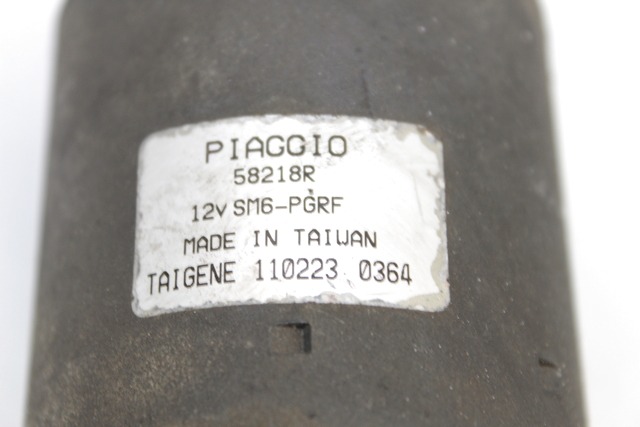 PIAGGIO
58218R
12V SM6-PGRF
MADE IN TAIWAN
TAIGENE 110223 0364